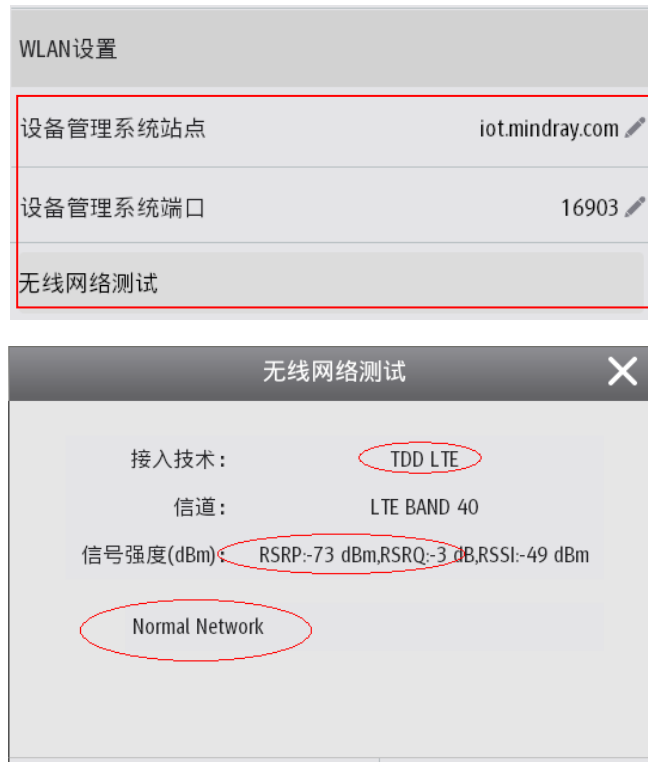 WLAN设置
设备管理系统站点 iot.mindray.com
设备管理系统端口 16903
无线网络测试
无线网络测试
接入技术: TDD LTE
信道: LTE BAND 40
信号强度(dBm): RSRP:-73 dBm,RSRQ:-3 dB,RSSI:-49 dBm
Normal Network